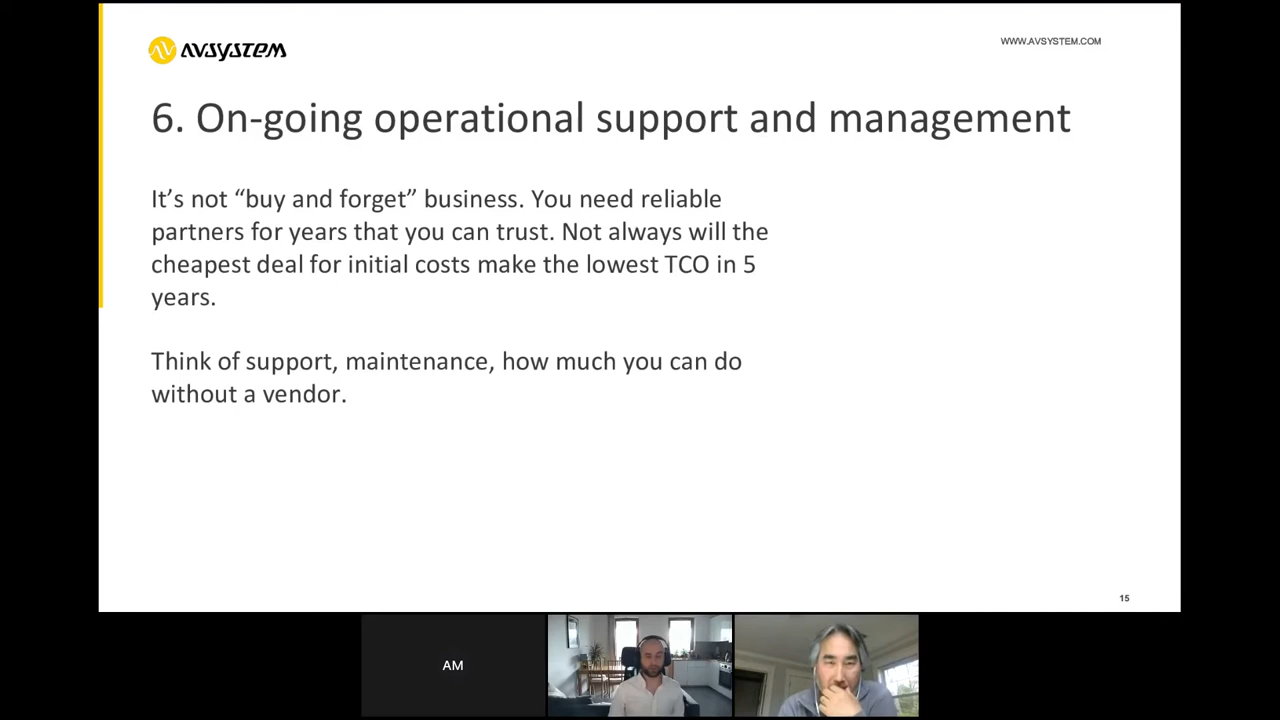 AVSYSTEM
WWW.AVSYSTEM.COM
6. On-going operational support and management
It’s not “buy and forget” business. You need reliable
partners for years that you can trust. Not always will the
cheapest deal for initial costs make the lowest TCO in 5
years.
Think of support, maintenance, how much you can do
without a vendor.
15
AM